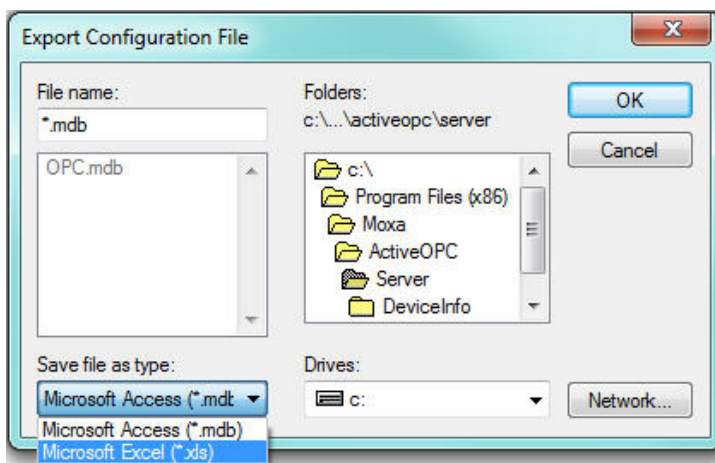 Export Configuration File
File name:
*.mdb
OPC.mdb
Folders:
c:\...\activeopc\server
c:\
Program Files (x86)
Moxa
ActiveOPC
Server
DeviceInfo
OK
Cancel
Save file as type:
Microsoft Access (*.mdb
Microsoft Access (*.mdb)
Microsoft Excel (*.xls)
Drives:
c:
Network...